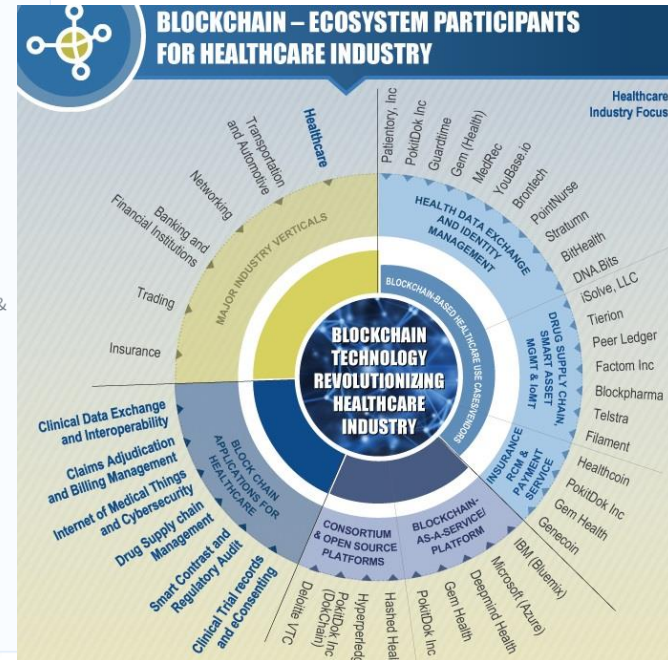 BLOCKCHAIN – ECOSYSTEM PARTICIPANTS
FOR HEALTHCARE INDUSTRY
Healthcare
Industry Focus
&
MAJOR INDUSTRY VERTICALS
Insurance
Trading
Banking and
Financial Institutions
Networking
Transportation
and Automotive
Healthcare
HEALTH DATA EXCHANGE
AND IDENTITY
MANAGEMENT
Patientory, Inc
PokitDok Inc
Guardtime
Gem (Health)
MedRec
YouBase.io
Brontech
PointNurse
Stratumn
BitHealth
DNA.Bits
DRUG SUPPLY CHAIN,
SMART ASSET
MGMT & IoMT
iSolve, LLC
Tierion
Peer Ledger
Factom Inc
Blockpharma
Telstra
Filament
INSURANCE
RCM &
PAYMENT
SERVICE
Healthcoin
PokitDok Inc
Gem Health
Genecoin
BLOCKCHAIN-BASED HEALTHCARE USE CASES/VENDORS
BLOCKCHAIN
TECHNOLOGY
REVOLUTIONIZING
HEALTHCARE
INDUSTRY
BLOCKCHAIN-
AS-A-SERVICE/
PLATFORM
IBM (Bluemix)
Microsoft (Azure)
Deepmind Health
Gem Health
PokitDok Inc
CONSORTIUM
& OPEN SOURCE
PLATFORMS
Hashed Heal
Hyperledg
PokitDok Inc
(DokChain)
Deloitte VTC
BLOCK CHAIN
APPLICATIONS FOR
HEALTHCARE
Clinical Data Exchange
and Interoperability
Claims Adjudication
and Billing Management
Internet of Medical Things
and Cybersecurity
Drug Supply chain
Management
Smart Contrast and
Regulatory Audit
Clinical Trial records
and eConsenting